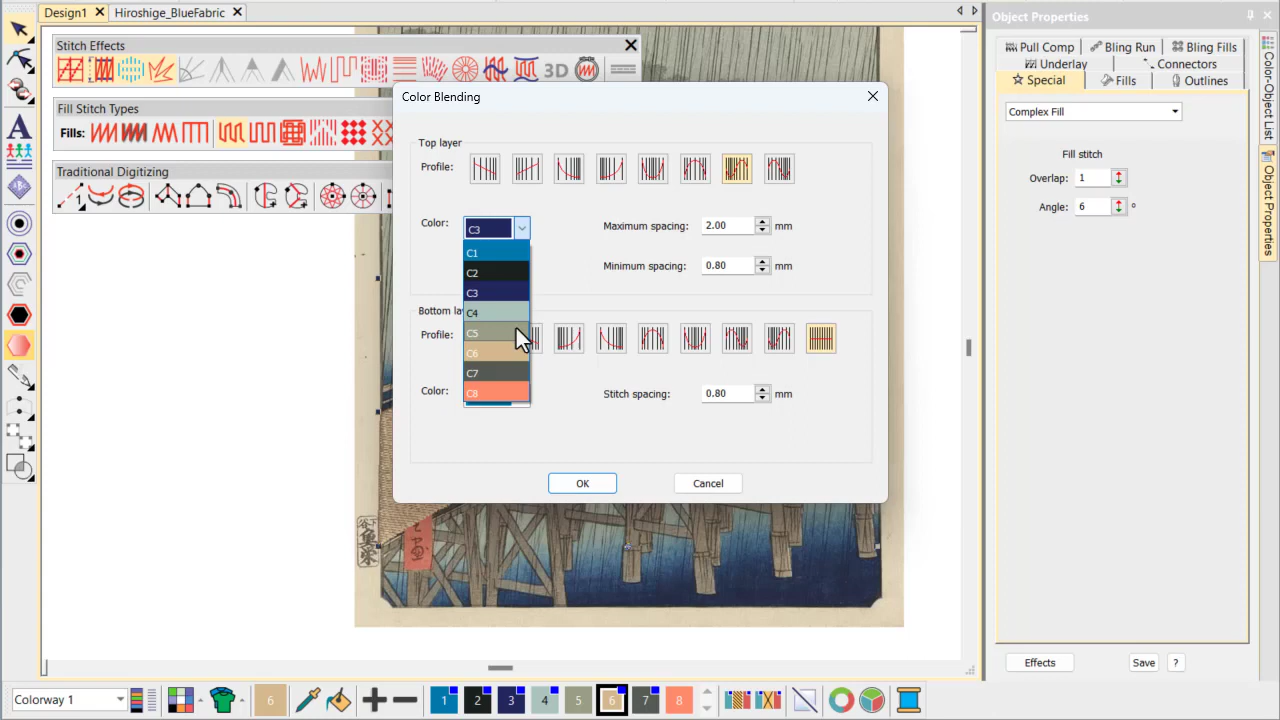 Design1
Hiroshige_BlueFabric
Object Properties
Stitch Effects
3D
Fill Stitch Types
Fills:
Traditional Digitizing
1
Color Blending
Top layer
Profile:
Color:
C3
Maximum spacing:
2.00
mm
Minimum spacing:
0.80
mm
C1
C2
C3
C4
C5
C6
C7
C8
Bottom la
Profile:
Color:
Stitch spacing:
0.80
mm
OK
Cancel
Pull Comp
Bling Run
Bling Fills
Underlay
Connectors
Special
Fills
Outlines
Complex Fill
Fill stitch
Overlap:
1
Angle:
6
°
Effects
Save
?
Color-Object List
Object Properties
A
Colorway 1
6
1
2
3
4
5
6
7
8